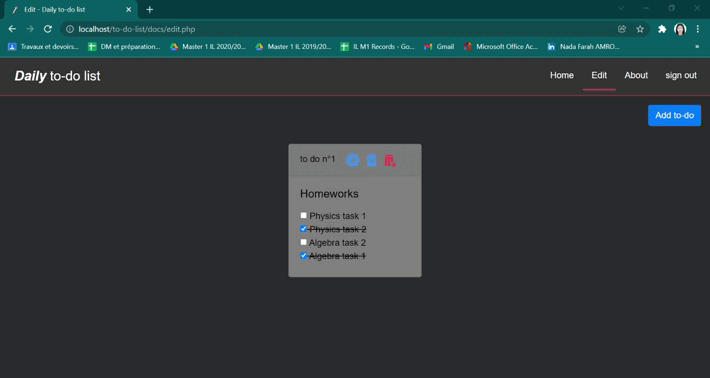 Edit - Daily to-do list
localhost/to-do-list/docs/edit.php
Travaux et devoirs... DM et préparation... Master 1 IL 2020/20... Master 1 IL 2019/20... IL M1 Records - Go... Gmail Microsoft Office Ac... Nada Farah AMRO... »
Daily to-do list Home Edit About sign out
Add to-do
to do n°1
Homeworks
Physics task 1
Physics task 2
Algebra task 2
Algebra task 1